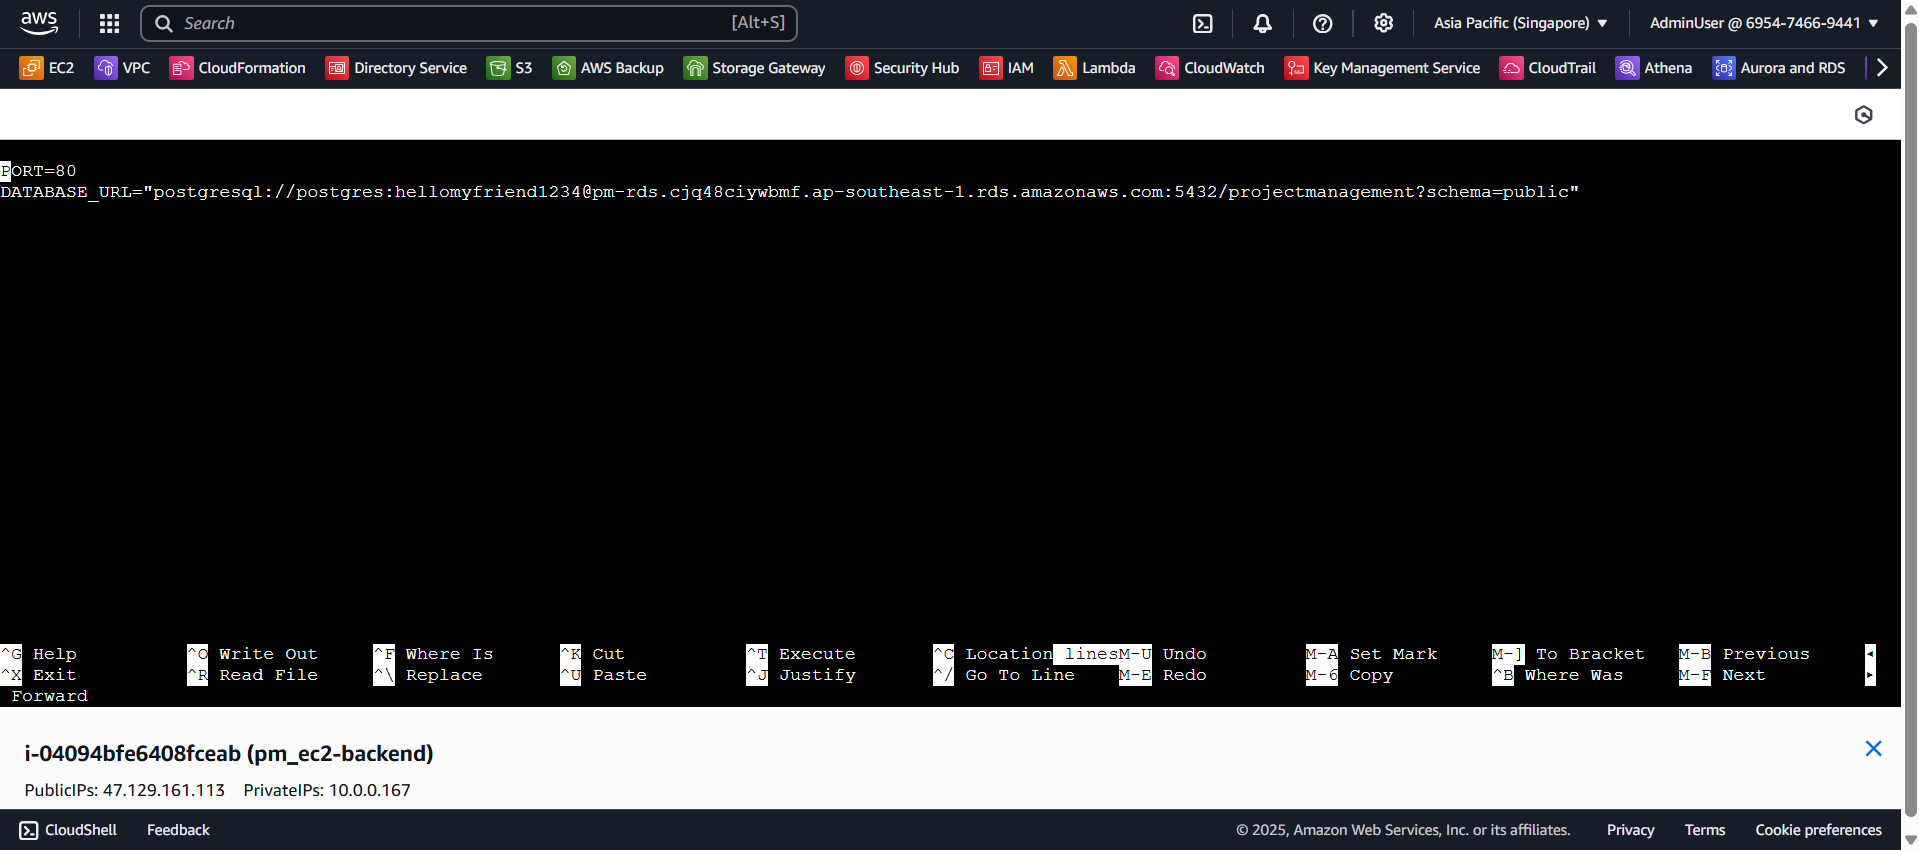 aws
Search [Alt+S]
Asia Pacific (Singapore)
AdminUser @ 6954-7466-9441
EC2 VPC CloudFormation Directory Service S3 AWS Backup Storage Gateway Security Hub IAM Lambda CloudWatch Key Management Service CloudTrail Athena Aurora and RDS
PORT=80
DATABASE_URL="postgresql://postgres:hellomyfriend1234@pm-rds.cjq48ciywbmf.ap-southeast-1.rds.amazonaws.com:5432/projectmanagement?schema=public"
^G Help ^O Write Out ^F Where Is ^K Cut ^T Execute ^C Location linesM-U Undo M-A Set Mark M-] To Bracket M-B Previous
^X Exit ^R Read File ^\ Replace ^U Paste ^J Justify ^/ Go To Line M-E Redo M-6 Copy ^B Where Was M-F Next
Forward
i-04094bfe6408fceab (pm_ec2-backend)
PublicIPs: 47.129.161.113 PrivateIPs: 10.0.0.167
CloudShell Feedback © 2025, Amazon Web Services, Inc. or its affiliates. Privacy Terms Cookie preferences